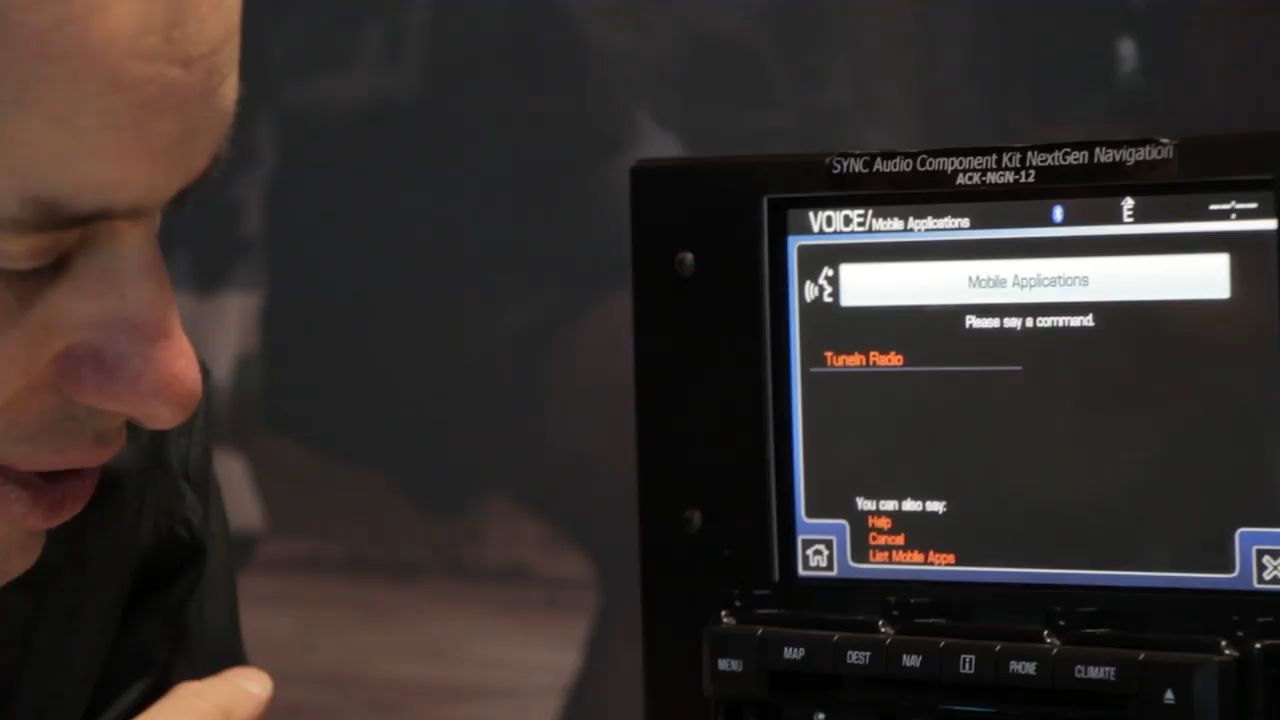 SYNC Audio Component Kit NextGen Navigation
ACK-NGN-12
VOICE/Mobile Applications
E
Mobile Applications
Please say a command.
TuneIn Radio
You can also say:
Help
Cancel
List Mobile Apps
MENU
MAP
DEST
NAV
i
PHONE
CLIMATE